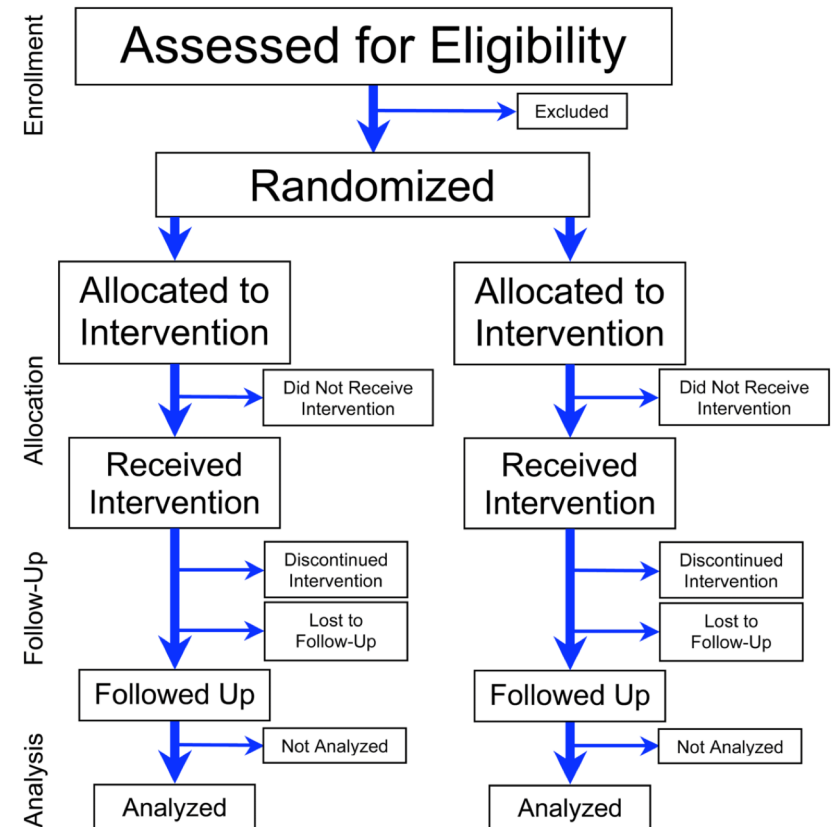 Enrollment
Assessed for Eligibility
Excluded
Randomized
Allocated to
Intervention
Allocated to
Intervention
Allocation
Did Not Receive
Intervention
Did Not Receive
Intervention
Received
Intervention
Received
Intervention
Follow-Up
Discontinued
Intervention
Discontinued
Intervention
Lost to
Follow-Up
Lost to
Follow-Up
Followed Up
Followed Up
Analysis
Not Analyzed
Not Analyzed
Analyzed
Analyzed